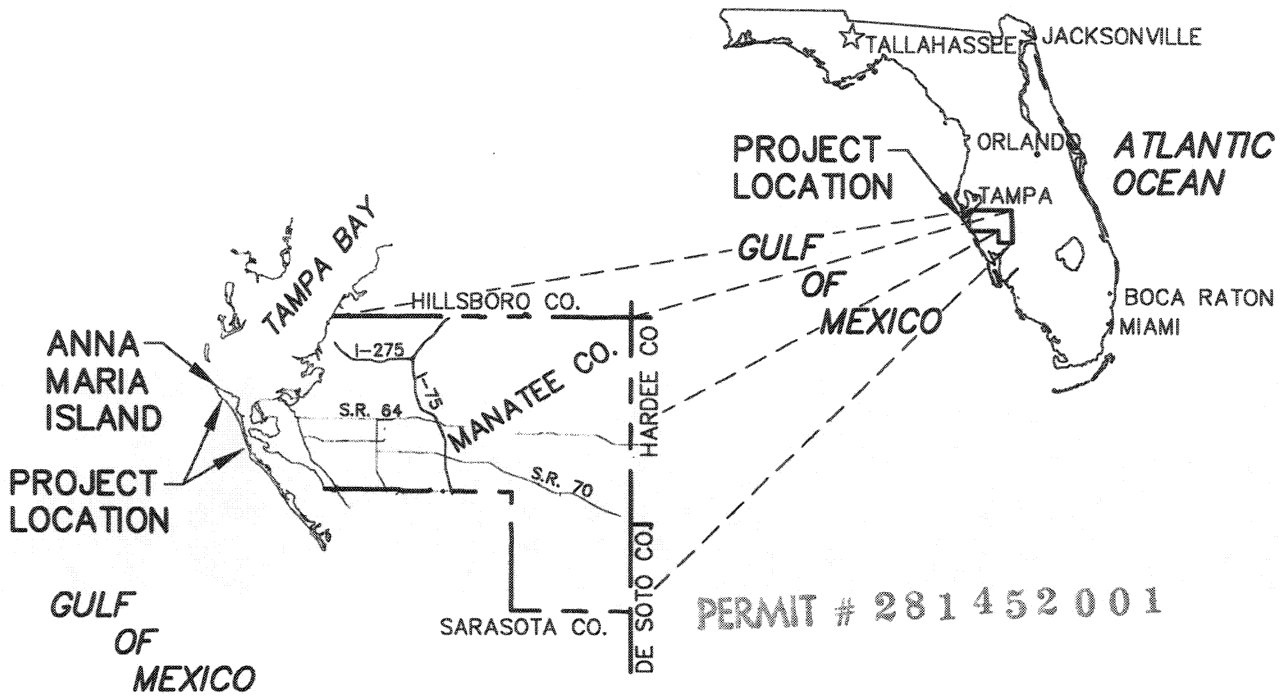 TALLAHASSEE
JACKSONVILLE
PROJECT
LOCATION
ORLANDO
ATLANTIC
OCEAN
TAMPA
GULF
OF
MEXICO
BOCA RATON
MIAMI
TAMPA BAY
HILLSBORO CO.
ANNA
MARIA
ISLAND
I-275
I-75
MANATEE CO.
HARDEE CO
S.R. 64
PROJECT
LOCATION
S.R. 70
GULF
OF
MEXICO
SARASOTA CO.
DE SOTO CO.
PERMIT # 281452001